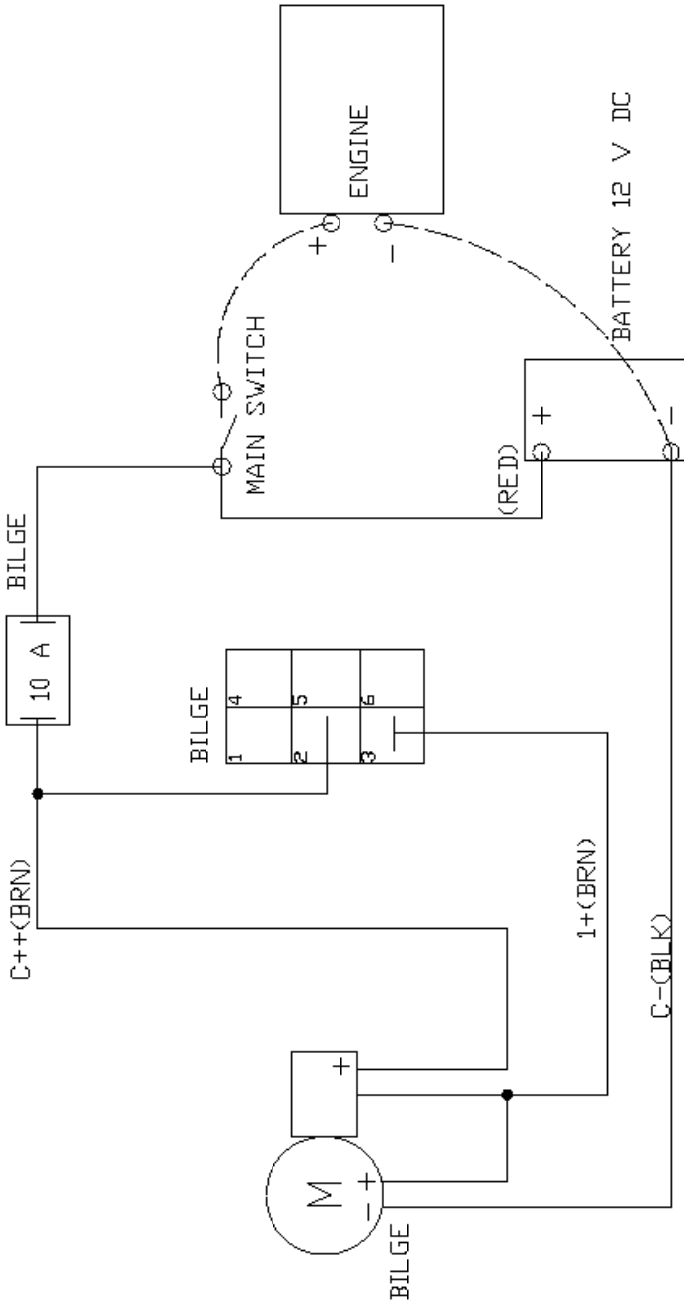 ENGINE
+
-
BATTERY 12 V DC
MAIN SWITCH
+
-
(RED)
BILGE
10 A
BILGE
1
4
2
5
3
6
C++(BRN)
1+(BRN)
C-(BLK)
+
M
- +
BILGE